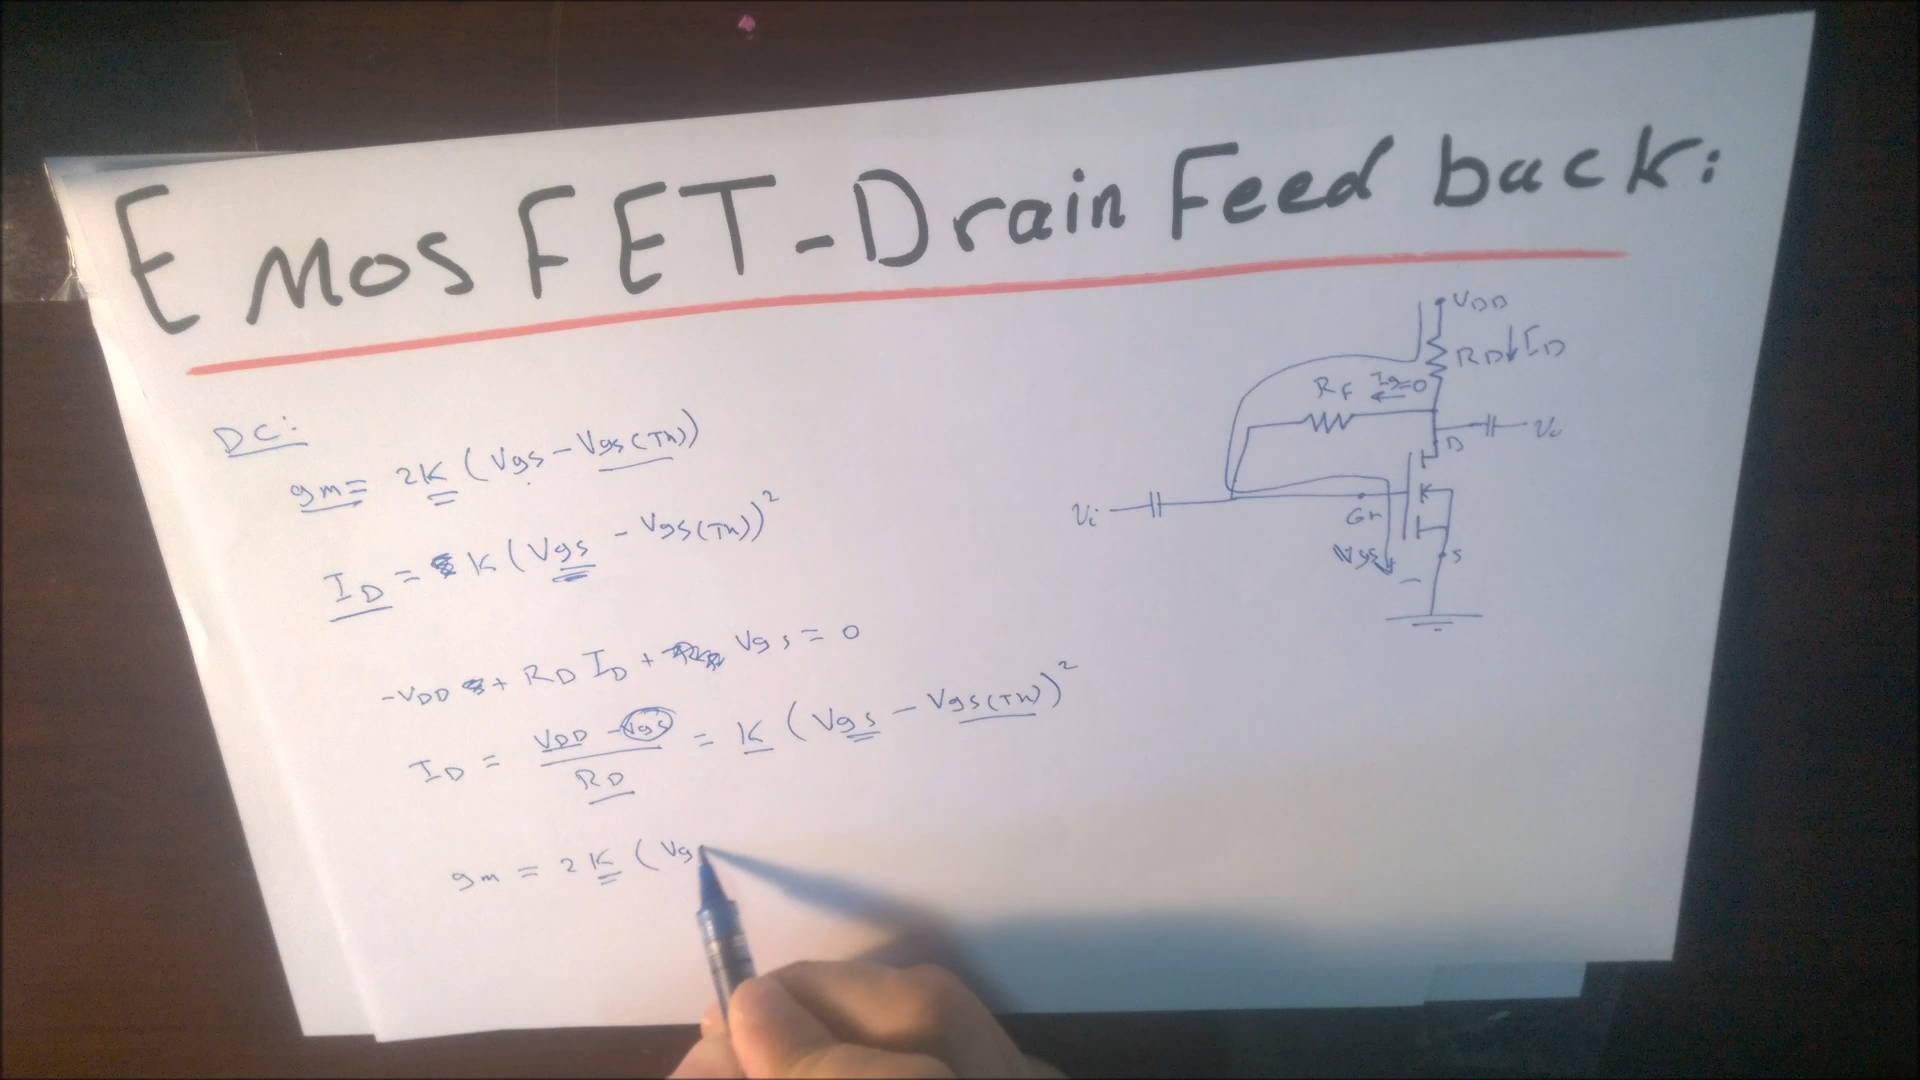 E MOSFET-Drain Feed back:
DC:
gm = 2K (Vgs - Vgs(Th))
ID = K (Vgs - Vgs(Th))²
-VDD + RD ID + Vgs = 0
ID = VDD - Vgs / RD = K (Vgs - Vgs(Th))²
gm = 2K (Vg
VDD
RD ↓ ID
RF Ig=0
Vo
D
Vi
G
Vgs -
S